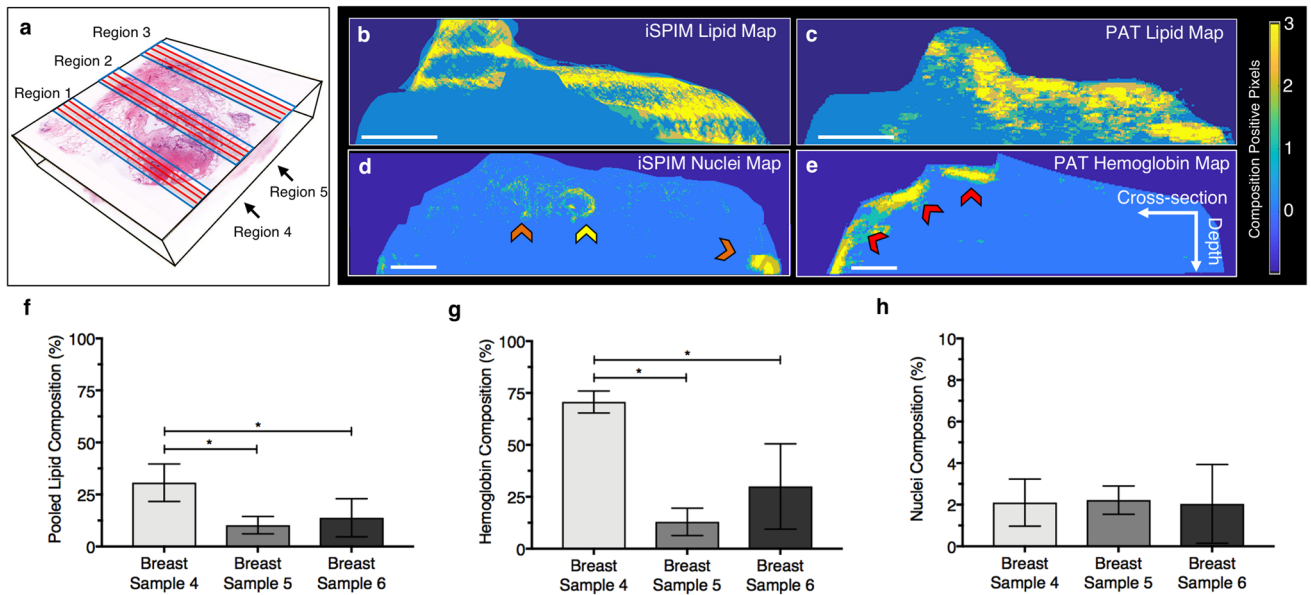 a
Region 3
Region 2
Region 1
Region 5
Region 4
b
iSPIM Lipid Map
c
PAT Lipid Map
d
iSPIM Nuclei Map
e
PAT Hemoglobin Map
Cross-section
Depth
3
2
1
0
Composition Positive Pixels
f
Pooled Lipid Composition (%)
100
75
50
25
0
*
*
Breast
Sample 4
Breast
Sample 5
Breast
Sample 6
g
Hemoglobin Composition (%)
100
75
50
25
0
*
*
Breast
Sample 4
Breast
Sample 5
Breast
Sample 6
h
Nuclei Composition (%)
10
8
6
4
2
0
Breast
Sample 4
Breast
Sample 5
Breast
Sample 6